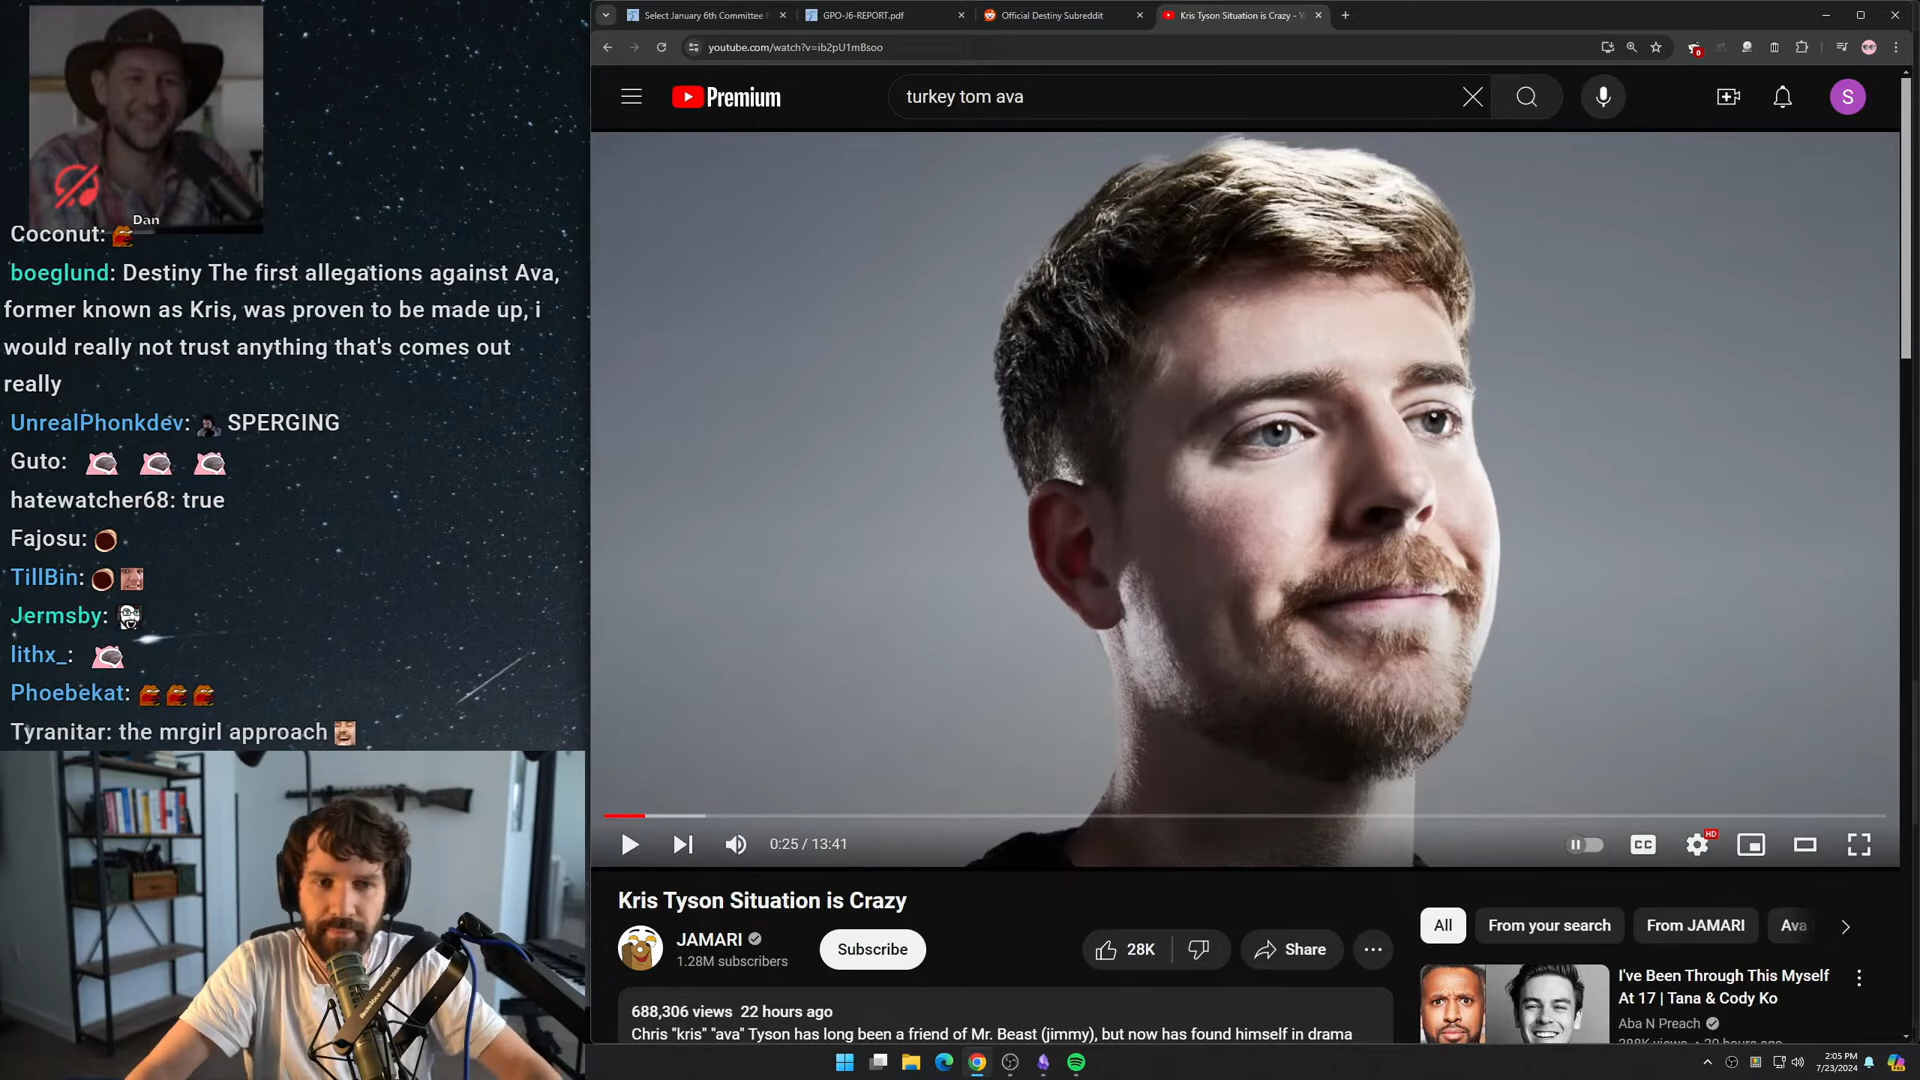 Dan
Coconut:
boeglund: Destiny The first allegations against Ava,
former known as Kris, was proven to be made up, i
would really not trust anything that's comes out
really
UnrealPhonkdev: SPERGING
Guto:
hatewatcher68: true
Fajosu:
TillBin:
Jermsby:
lithx_:
Phoebekat:
Tyranitar: the mrgirl approach
Select January 6th Committee
GPO-J6-REPORT.pdf
Official Destiny Subreddit
Kris Tyson Situation is Crazy -
youtube.com/watch?v=ib2pU1mBsoo
0
Premium
turkey tom ava
S
0:25 / 13:41
CC
HD
Kris Tyson Situation is Crazy
JAMARI
1.28M subscribers
Subscribe
28K
Share
688,306 views 22 hours ago
Chris "kris" "ava" Tyson has long been a friend of Mr. Beast (jimmy), but now has found himself in drama
All
From your search
From JAMARI
Ava
I've Been Through This Myself
At 17 | Tana & Cody Ko
Aba N Preach
2:05 PM
7/23/2024